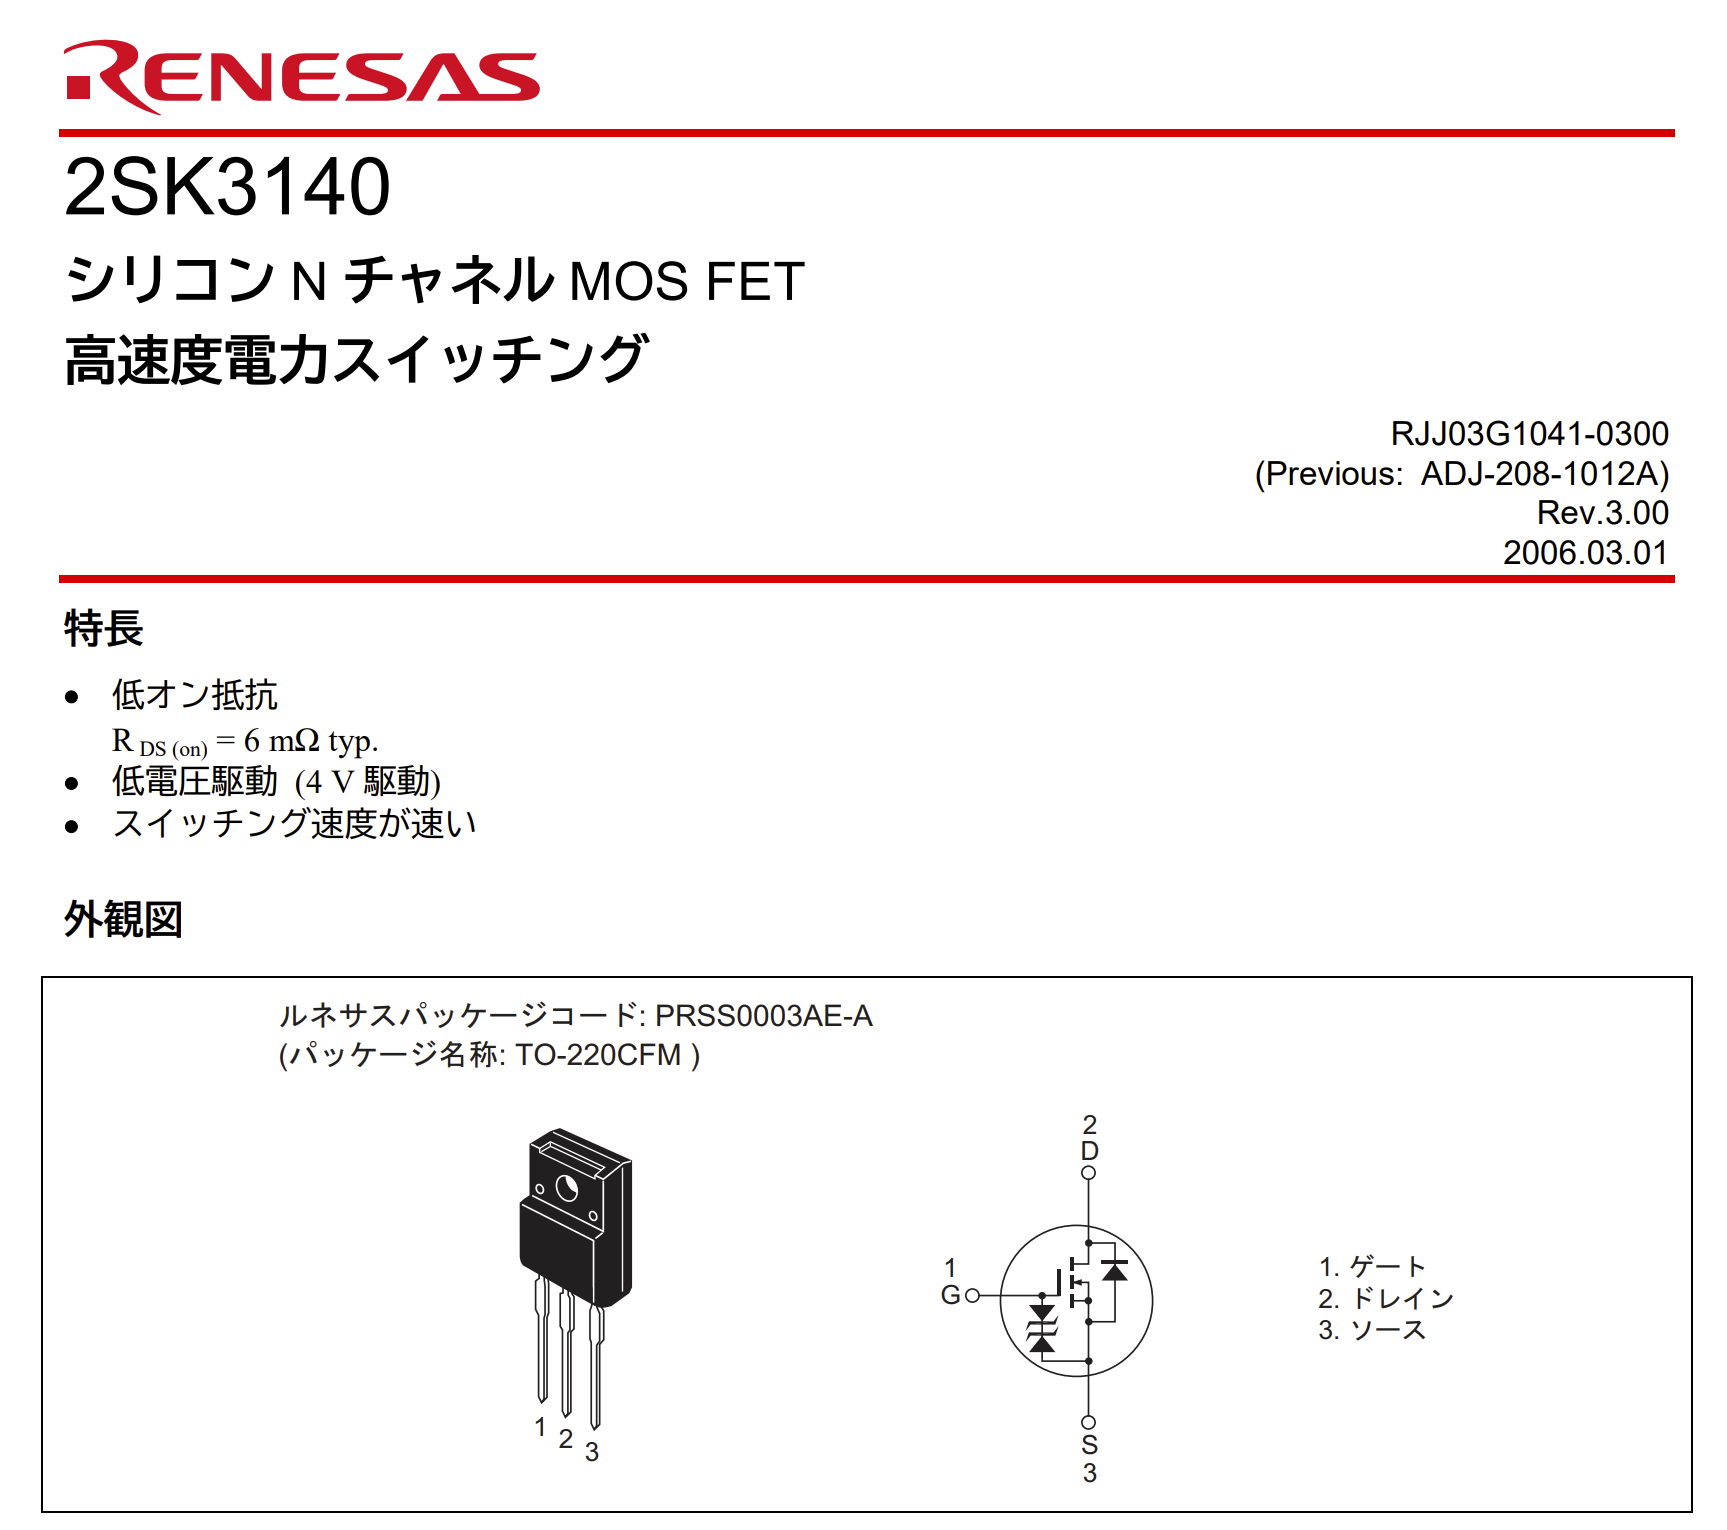 RENESAS
2SK3140
シリコン N チャネル MOS FET
高速度電力スイッチング
RJJ03G1041-0300
(Previous: ADJ-208-1012A)
Rev.3.00
2006.03.01
特長
● 低オン抵抗
R DS (on) = 6 mΩ typ.
● 低電圧駆動 (4 V 駆動)
● スイッチング速度が速い
外観図
ルネサスパッケージコード: PRSS0003AE-A
(パッケージ名称: TO-220CFM )
1
2
3
2
D
1
G
S
3
1. ゲート
2. ドレイン
3. ソース